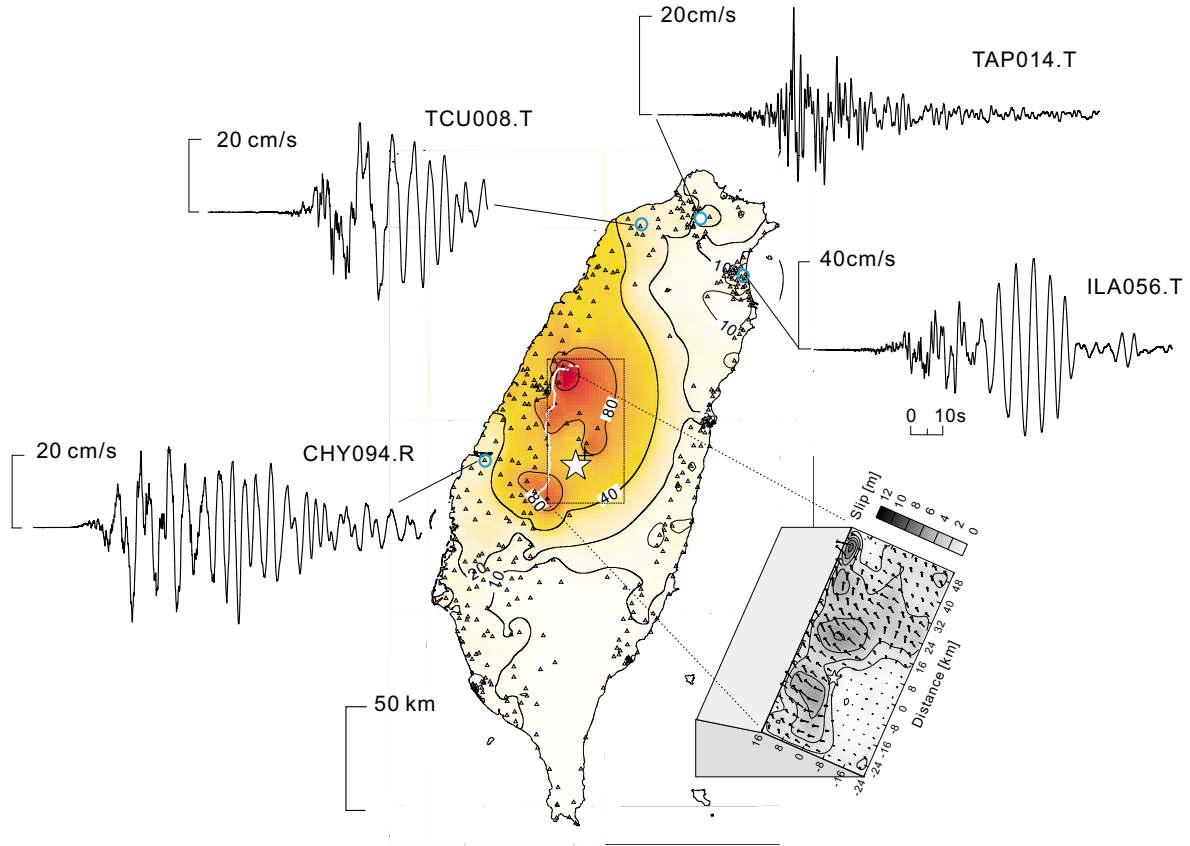 20cm/s
TAP014.T
TCU008.T
20 cm/s
10
40cm/s
ILA056.T
10
80
0 10s
CHY094.R
20 cm/s
80
40
20
10
Slip [m]
12 10 8 6 4 2 0
48 40 32 24 16 8 0 -8 -16 -24
Distance [km]
16 8 0 -8 -16 -24
50 km